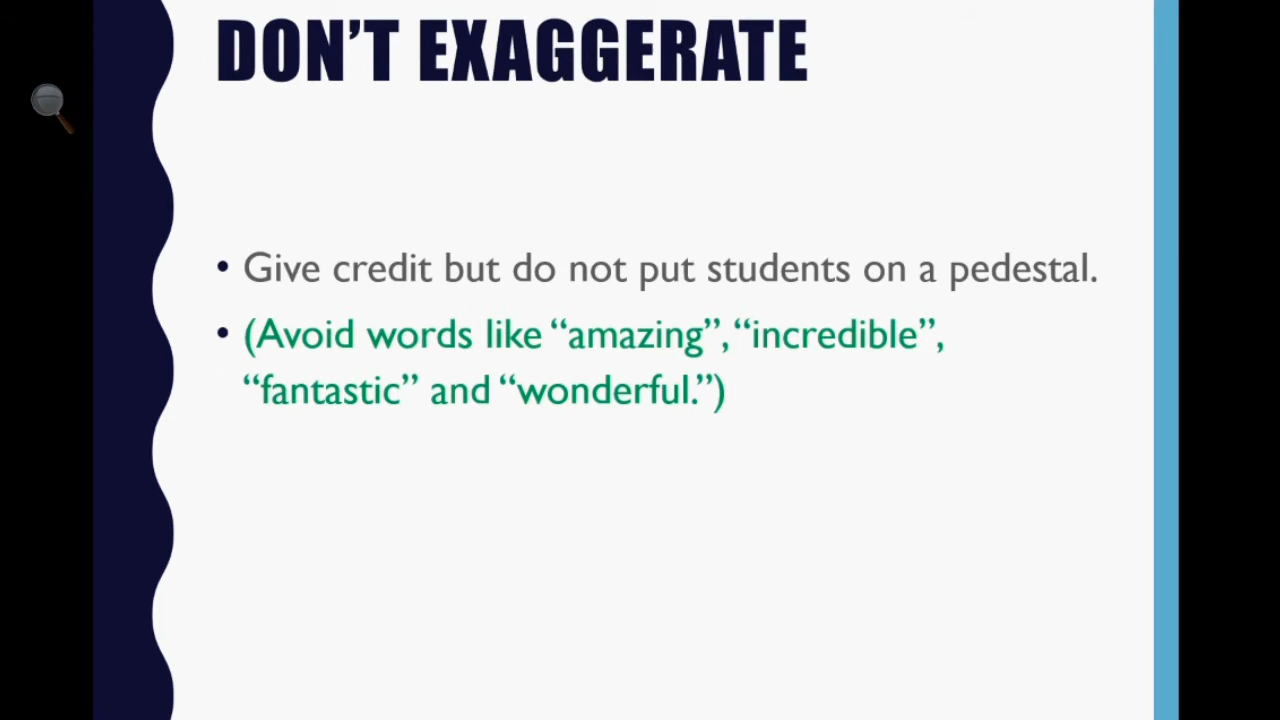 DON’T EXAGGERATE
• Give credit but do not put students on a pedestal.
• (Avoid words like “amazing”, “incredible”,
“fantastic” and “wonderful.”)